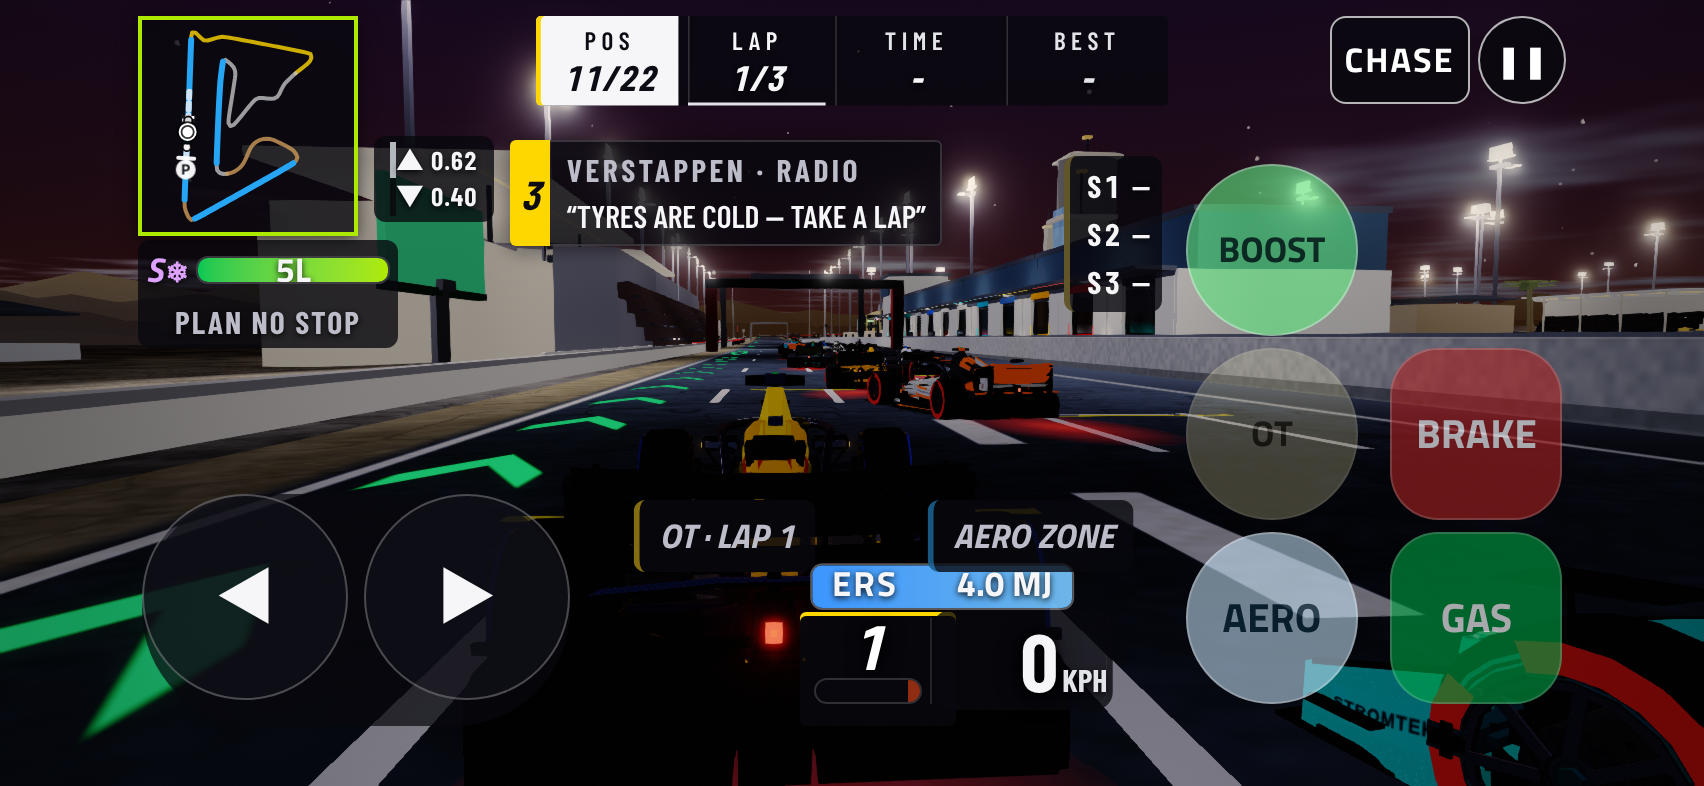 POS
11/22
LAP
1/3
TIME
-
BEST
-
CHASE
P
0.62
0.40
3
VERSTAPPEN · RADIO
“TYRES ARE COLD – TAKE A LAP”
S1 –
S2 –
S3 –
BOOST
S 5L
PLAN NO STOP
OT
BRAKE
OT · LAP 1
AERO ZONE
ERS 4.0 MJ
AERO
GAS
1
0 KPH
STROMTEK